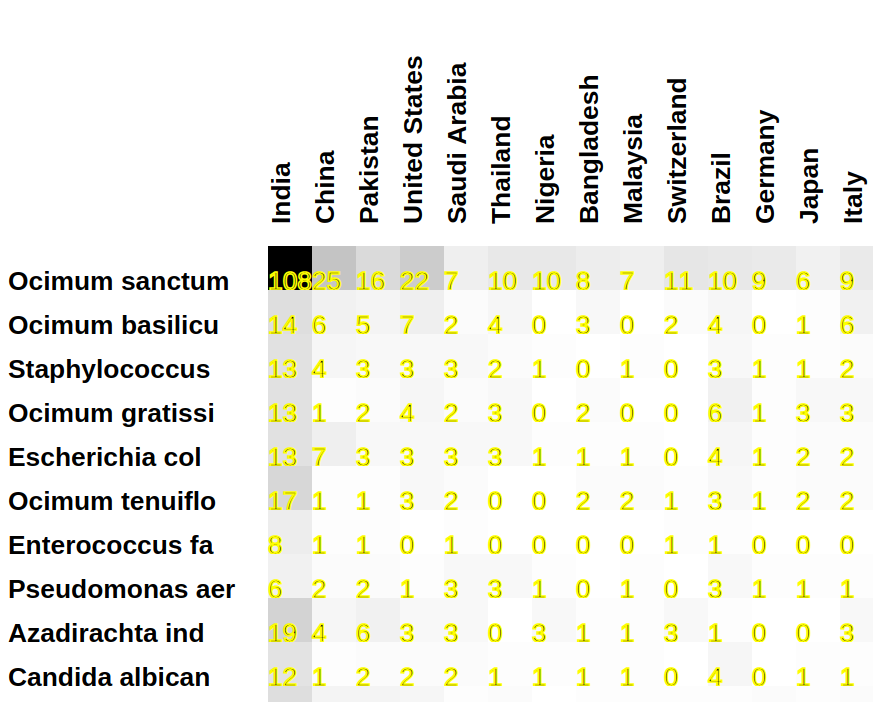 India China Pakistan United States Saudi Arabia Thailand Nigeria Bangladesh Malaysia Switzerland Brazil Germany Japan Italy
Ocimum sanctum 108 25 16 22 7 10 10 8 7 11 10 9 6 9
Ocimum basilicu 14 6 5 7 2 4 0 3 0 2 4 0 1 6
Staphylococcus 13 4 3 3 3 2 1 0 1 0 3 1 1 2
Ocimum gratissi 13 1 2 4 2 3 0 2 0 0 6 1 3 3
Escherichia col 13 7 3 3 3 3 1 1 1 0 4 1 2 2
Ocimum tenuiflo 17 1 1 3 2 0 0 2 2 1 3 1 2 2
Enterococcus fa 8 1 1 0 1 0 0 0 0 1 1 0 0 0
Pseudomonas aer 6 2 2 1 3 3 1 0 1 0 3 1 1 1
Azadirachta ind 19 4 6 3 3 0 3 1 1 3 1 0 0 3
Candida albican 12 1 2 2 2 1 1 1 1 0 4 0 1 1